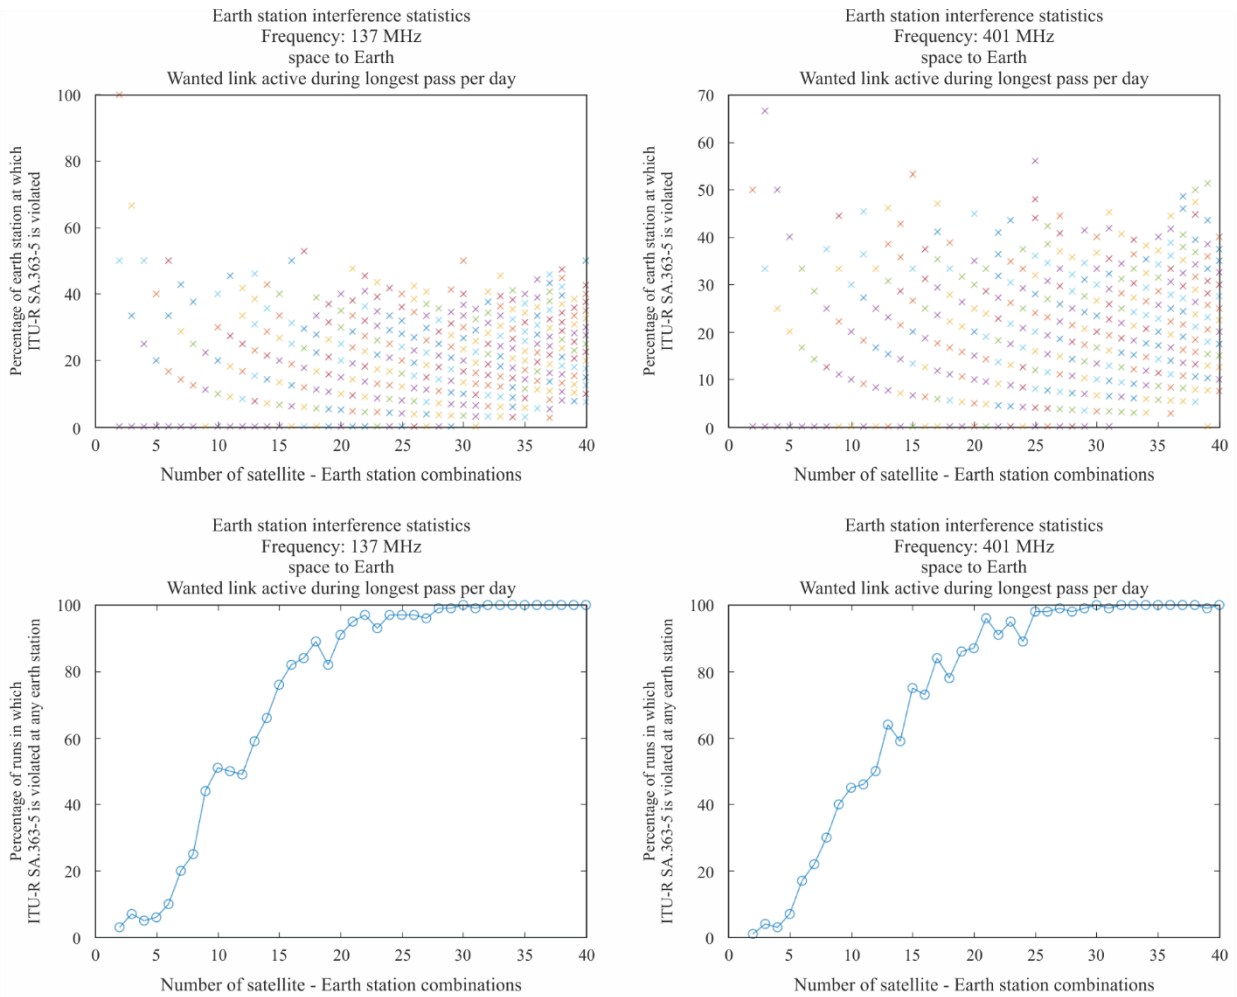 Earth station interference statistics
Frequency: 137 MHz
space to Earth
Wanted link active during longest pass per day
Percentage of earth station at which
ITU-R SA.363-5 is violated
100
80
60
40
20
0
0 5 10 15 20 25 30 35 40
Number of satellite - Earth station combinations
Earth station interference statistics
Frequency: 401 MHz
space to Earth
Wanted link active during longest pass per day
Percentage of earth station at which
ITU-R SA.363-5 is violated
70
60
50
40
30
20
10
0
0 5 10 15 20 25 30 35 40
Number of satellite - Earth station combinations
Earth station interference statistics
Frequency: 137 MHz
space to Earth
Wanted link active during longest pass per day
Percentage of runs in which
ITU-R SA.363-5 is violated at any earth station
100
80
60
40
20
0
0 5 10 15 20 25 30 35 40
Number of satellite - Earth station combinations
Earth station interference statistics
Frequency: 401 MHz
space to Earth
Wanted link active during longest pass per day
Percentage of runs in which
ITU-R SA.363-5 is violated at any earth station
100
80
60
40
20
0
0 5 10 15 20 25 30 35 40
Number of satellite - Earth station combinations